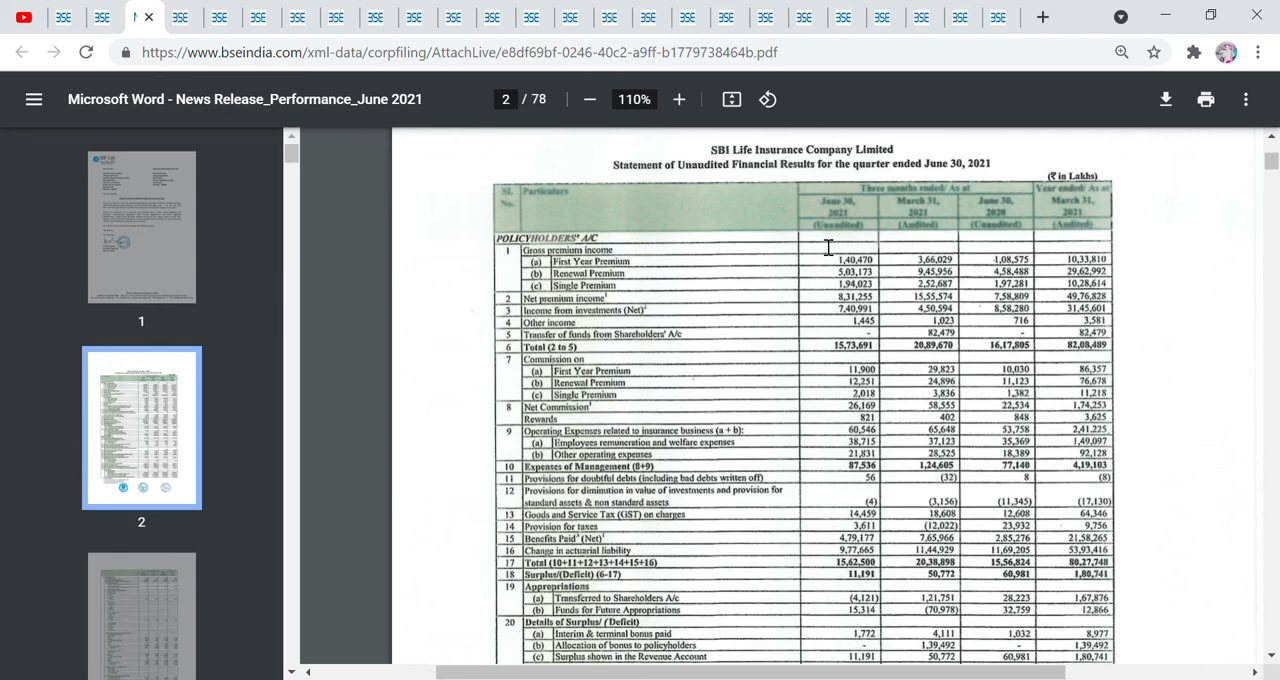 https://www.bseindia.com/xml-data/corpfiling/AttachLive/e8df69bf-0246-40c2-a9ff-b1779738464b.pdf
Microsoft Word - News Release_Performance_June 2021
2 / 78
110%
SBI Life Insurance Company Limited
Statement of Unaudited Financial Results for the quarter ended June 30, 2021
(₹ in Lakhs)
Sl. No. Particulars Three months ended/ As at Year ended/ As at
June 30, 2021 March 31, 2021 June 30, 2020 March 31, 2021
(Unaudited) (Audited) (Unaudited) (Audited)
POLICYHOLDERS' A/C
1 Gross premium income
(a) First Year Premium 1,40,470 3,66,029 1,08,575 10,33,810
(b) Renewal Premium 5,03,173 9,45,956 4,58,488 29,62,992
(c) Single Premium 1,94,023 2,52,687 1,97,281 10,28,614
2 Net premium income¹ 8,31,255 15,55,574 7,58,809 49,76,828
3 Income from investments (Net)² 7,40,991 4,50,594 8,58,280 31,45,601
4 Other income 1,445 1,023 716 3,581
5 Transfer of funds from Shareholders' A/c - 82,479 - 82,479
6 Total (2 to 5) 15,73,691 20,89,670 16,17,805 82,08,489
7 Commission on
(a) First Year Premium 11,900 29,823 10,030 86,357
(b) Renewal Premium 12,251 24,896 11,123 76,678
(c) Single Premium 2,018 3,836 1,382 11,218
8 Net Commission¹ 26,169 58,555 22,534 1,74,253
Rewards 821 402 848 3,625
9 Operating Expenses related to insurance business (a + b): 60,546 65,648 53,758 2,41,225
(a) Employees remuneration and welfare expenses 38,715 37,123 35,369 1,49,097
(b) Other operating expenses 21,831 28,525 18,389 92,128
10 Expenses of Management (8+9) 87,536 1,24,605 77,140 4,19,103
11 Provisions for doubtful debts (including bad debts written off) 56 (32) 8 (8)
12 Provisions for diminution in value of investments and provision for
standard assets & non standard assets (4) (3,156) (11,345) (17,130)
13 Goods and Service Tax (GST) on charges 14,459 18,608 12,608 64,346
14 Provision for taxes 3,611 (12,022) 23,932 9,756
15 Benefits Paid³ (Net)¹ 4,79,177 7,65,966 2,85,276 21,58,265
16 Change in actuarial liability 9,77,665 11,44,929 11,69,205 53,93,416
17 Total (10+11+12+13+14+15+16) 15,62,500 20,38,898 15,56,824 80,27,748
18 Surplus/(Deficit) (6-17) 11,191 50,772 60,981 1,80,741
19 Appropriations
(a) Transferred to Shareholders A/c (4,121) 1,21,751 28,223 1,67,876
(b) Funds for Future Appropriations 15,314 (70,978) 32,759 12,866
20 Details of Surplus/ (Deficit)
(a) Interim & terminal bonus paid 1,772 4,111 1,032 8,977
(b) Allocation of bonus to policyholders - 1,39,492 - 1,39,492
(c) Surplus shown in the Revenue Account 11,191 50,772 60,981 1,80,741
1
2